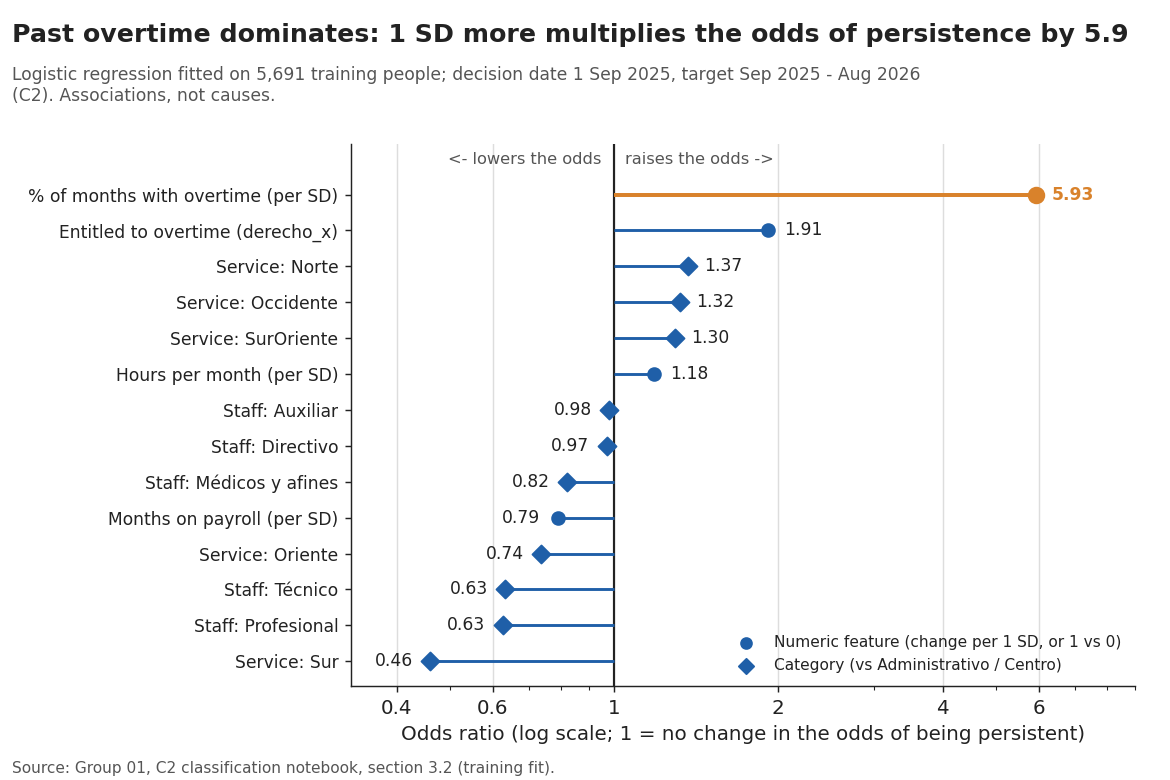 Past overtime dominates: 1 SD more multiplies the odds of persistence by 5.9
Logistic regression fitted on 5,691 training people; decision date 1 Sep 2025, target Sep 2025 - Aug 2026
(C2). Associations, not causes.
<- lowers the odds
raises the odds ->
% of months with overtime (per SD)
5.93
Entitled to overtime (derecho_x)
1.91
Service: Norte
1.37
Service: Occidente
1.32
Service: SurOriente
1.30
Hours per month (per SD)
1.18
Staff: Auxiliar
0.98
Staff: Directivo
0.97
Staff: Médicos y afines
0.82
Months on payroll (per SD)
0.79
Service: Oriente
0.74
Staff: Técnico
0.63
Staff: Profesional
0.63
Service: Sur
0.46
Numeric feature (change per 1 SD, or 1 vs 0)
Category (vs Administrativo / Centro)
0.4
0.6
1
2
4
6
Odds ratio (log scale; 1 = no change in the odds of being persistent)
Source: Group 01, C2 classification notebook, section 3.2 (training fit).